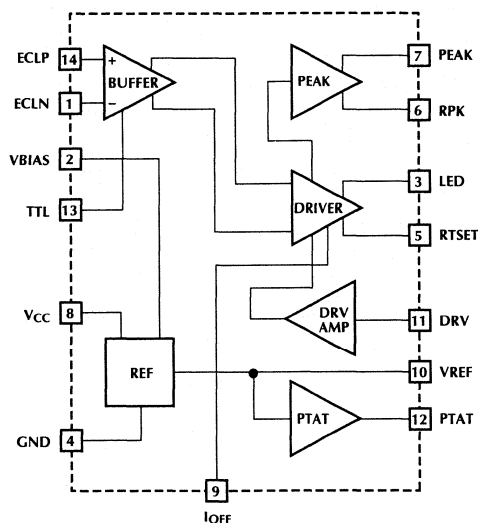 ECLP 14 + BUFFER PEAK 7 PEAK
ECLN 1 − 6 RPK
VBIAS 2
3 LED
TTL 13 DRIVER 5 RTSET
VCC 8 DRV AMP 11 DRV
REF 10 VREF
GND 4 PTAT 12 PTAT
9
IOFF